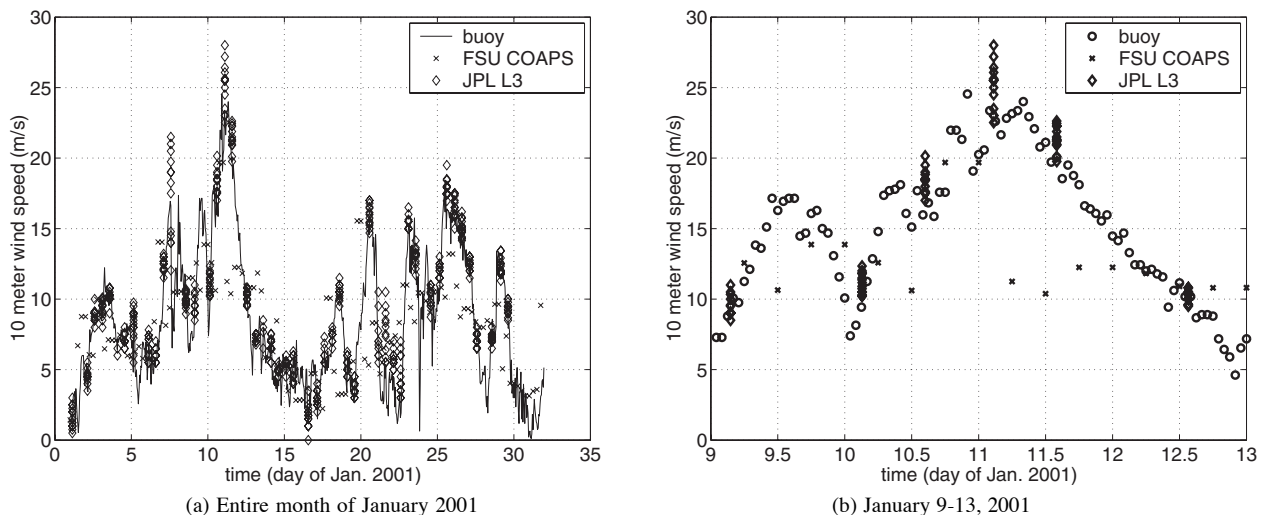 30
25
20
15
10
5
0
10 meter wind speed (m/s)
buoy
FSU COAPS
JPL L3
0 5 10 15 20 25 30 35
time (day of Jan. 2001)
(a) Entire month of January 2001
30
25
20
15
10
5
0
10 meter wind speed (m/s)
buoy
FSU COAPS
JPL L3
9 9.5 10 10.5 11 11.5 12 12.5 13
time (day of Jan. 2001)
(b) January 9-13, 2001